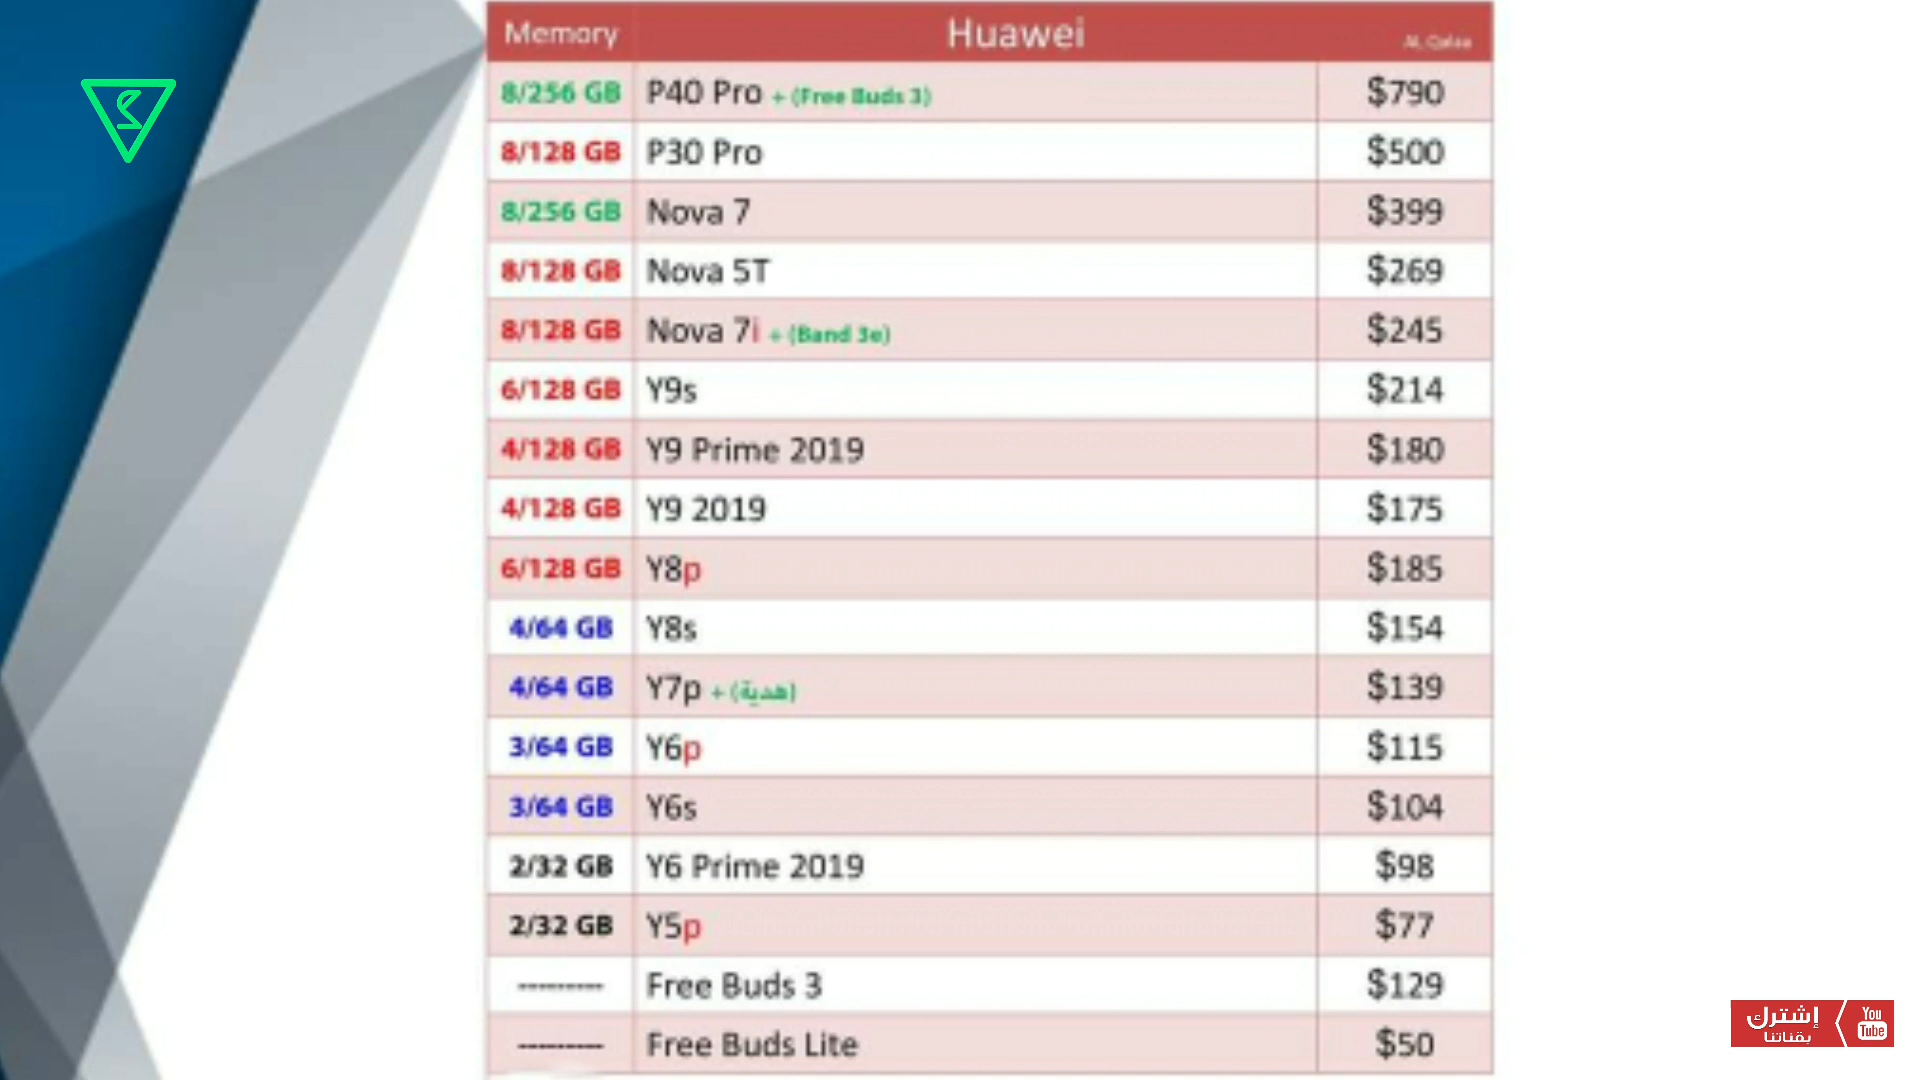 Memory Huawei AL Qalaa
8/256 GB P40 Pro + (Free Buds 3) $790
8/128 GB P30 Pro $500
8/256 GB Nova 7 $399
8/128 GB Nova 5T $269
8/128 GB Nova 7i + (Band 3e) $245
6/128 GB Y9s $214
4/128 GB Y9 Prime 2019 $180
4/128 GB Y9 2019 $175
6/128 GB Y8p $185
4/64 GB Y8s $154
4/64 GB Y7p + (هدية) $139
3/64 GB Y6p $115
3/64 GB Y6s $104
2/32 GB Y6 Prime 2019 $98
2/32 GB Y5p $77
--------- Free Buds 3 $129
--------- Free Buds Lite $50
إشترك
بقناتنا
You
Tube